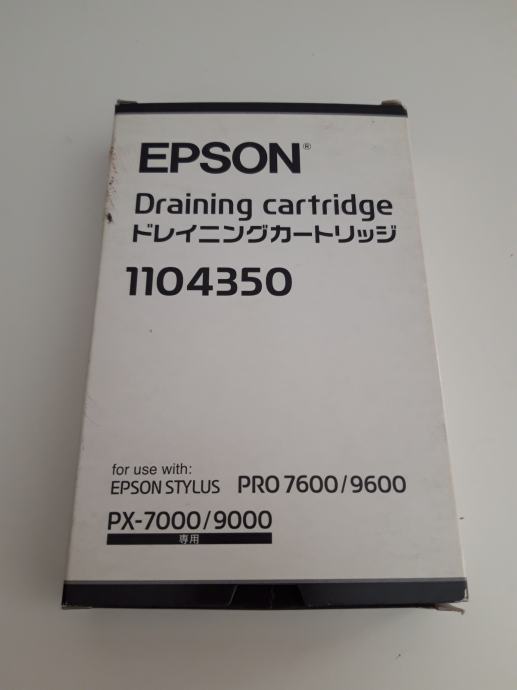 EPSON®
Draining cartridge
ドレイニングカートリッジ
1104350
for use with:
EPSON STYLUS PRO 7600/9600
PX-7000/9000
専用